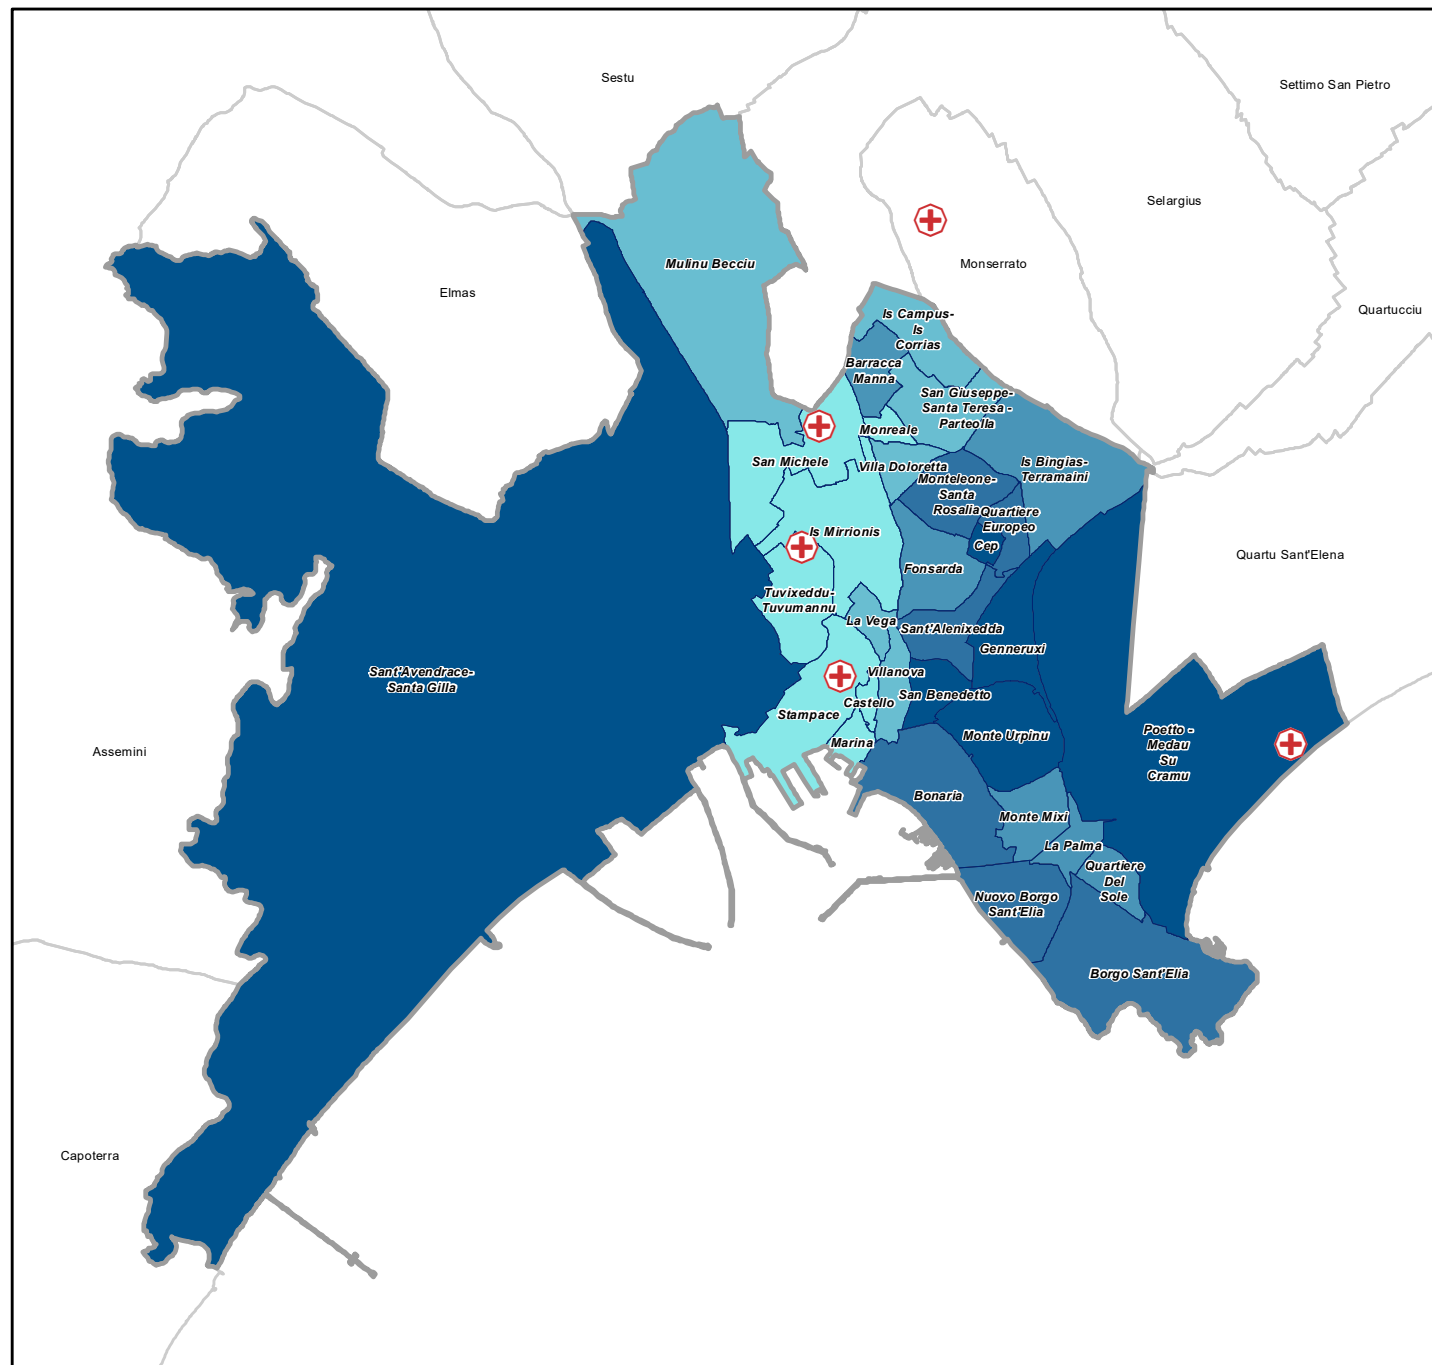 Sestu
Settimo San Pietro
Selargius
Mulinu Becciu
Monserrato
Elmas
Quartucciu
Is Campus-
Is
Corrias
Barracca
Manna
San Giuseppe-
Santa Teresa -
Parteolla
Monreale
San Michele
Villa Doloretta
Is Bingias-
Terramaini
Monteleone-
Santa
Rosalia
Quartiere
Europeo
Is Mirrionis
Cep
Quartu Sant'Elena
Fonsarda
Tuvixeddu-
Tuvumannu
La Vega
Sant'Alenixedda
Genneruxi
Sant'Avendrace-
Santa Gilla
Villanova
San Benedetto
Castello
Stampace
Marina
Monte Urpinu
Poetto -
Medau
Su
Cramu
Assemini
Bonaria
Monte Mixi
La Palma
Quartiere
Del
Sole
Nuovo Borgo
Sant'Elia
Borgo Sant'Elia
Capoterra